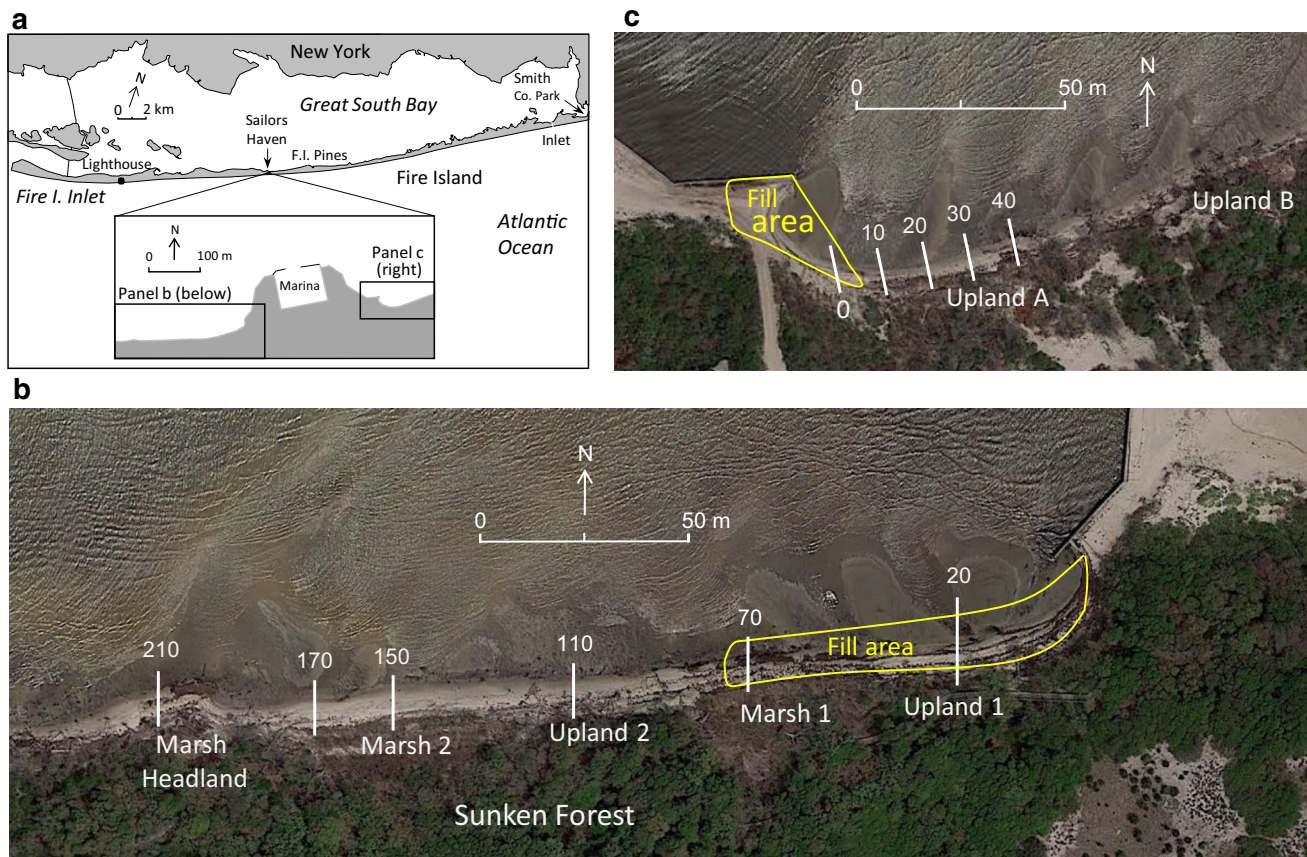 a
New York
N
0 2 km
Great South Bay
Smith
Co. Park
Sailors
Haven
Lighthouse
F.I. Pines
Inlet
Fire I. Inlet
Fire Island
Atlantic
Ocean
N
0 100 m
Panel b (below)
Marina
Panel c
(right)
c
0 50 m
N
Fill
area
0
10
20
30
40
Upland A
Upland B
b
N
0 50 m
210
170
150
110
70
20
Fill area
Marsh
Headland
Marsh 2
Upland 2
Marsh 1
Upland 1
Sunken Forest